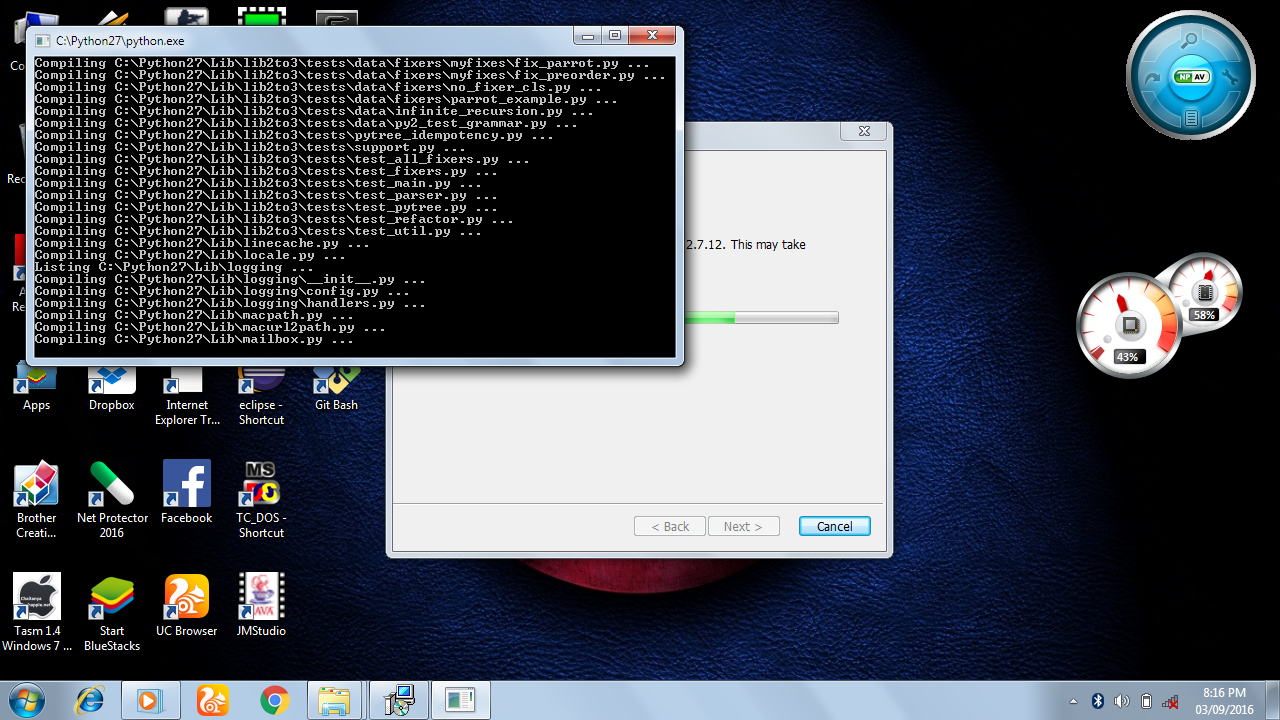 C:\Python27\python.exe
Compiling C:\Python27\Lib\lib2to3\tests\data\fixers\myfixes\fix_parrot.py ...
Compiling C:\Python27\Lib\lib2to3\tests\data\fixers\myfixes\fix_preorder.py ...
Compiling C:\Python27\Lib\lib2to3\tests\data\fixers\no_fixer_cls.py ...
Compiling C:\Python27\Lib\lib2to3\tests\data\fixers\parrot_example.py ...
Compiling C:\Python27\Lib\lib2to3\tests\data\infinite_recursion.py ...
Compiling C:\Python27\Lib\lib2to3\tests\data\py2_test_grammar.py ...
Compiling C:\Python27\Lib\lib2to3\tests\pytree_idempotency.py ...
Compiling C:\Python27\Lib\lib2to3\tests\support.py ...
Compiling C:\Python27\Lib\lib2to3\tests\test_all_fixers.py ...
Compiling C:\Python27\Lib\lib2to3\tests\test_fixers.py ...
Compiling C:\Python27\Lib\lib2to3\tests\test_main.py ...
Compiling C:\Python27\Lib\lib2to3\tests\test_parser.py ...
Compiling C:\Python27\Lib\lib2to3\tests\test_pytree.py ...
Compiling C:\Python27\Lib\lib2to3\tests\test_refactor.py ...
Compiling C:\Python27\Lib\lib2to3\tests\test_util.py ...
Compiling C:\Python27\Lib\linecache.py ...
Compiling C:\Python27\Lib\locale.py ...
Listing C:\Python27\Lib\logging ...
Compiling C:\Python27\Lib\logging\__init__.py ...
Compiling C:\Python27\Lib\logging\config.py ...
Compiling C:\Python27\Lib\logging\handlers.py ...
Compiling C:\Python27\Lib\macpath.py ...
Compiling C:\Python27\Lib\macurl2path.py ...
Compiling C:\Python27\Lib\mailbox.py ...
2.7.12. This may take
< Back
Next >
Cancel
NP AV
58%
43%
Apps
Dropbox
Internet
Explorer Tr...
eclipse -
Shortcut
Git Bash
Brother
Creati...
Net Protector
2016
Facebook
MS
TC_DOS -
Shortcut
Tasm 1.4
Windows 7 ...
Start
BlueStacks
UC Browser
JAVA
JMStudio
8:16 PM
03/09/2016